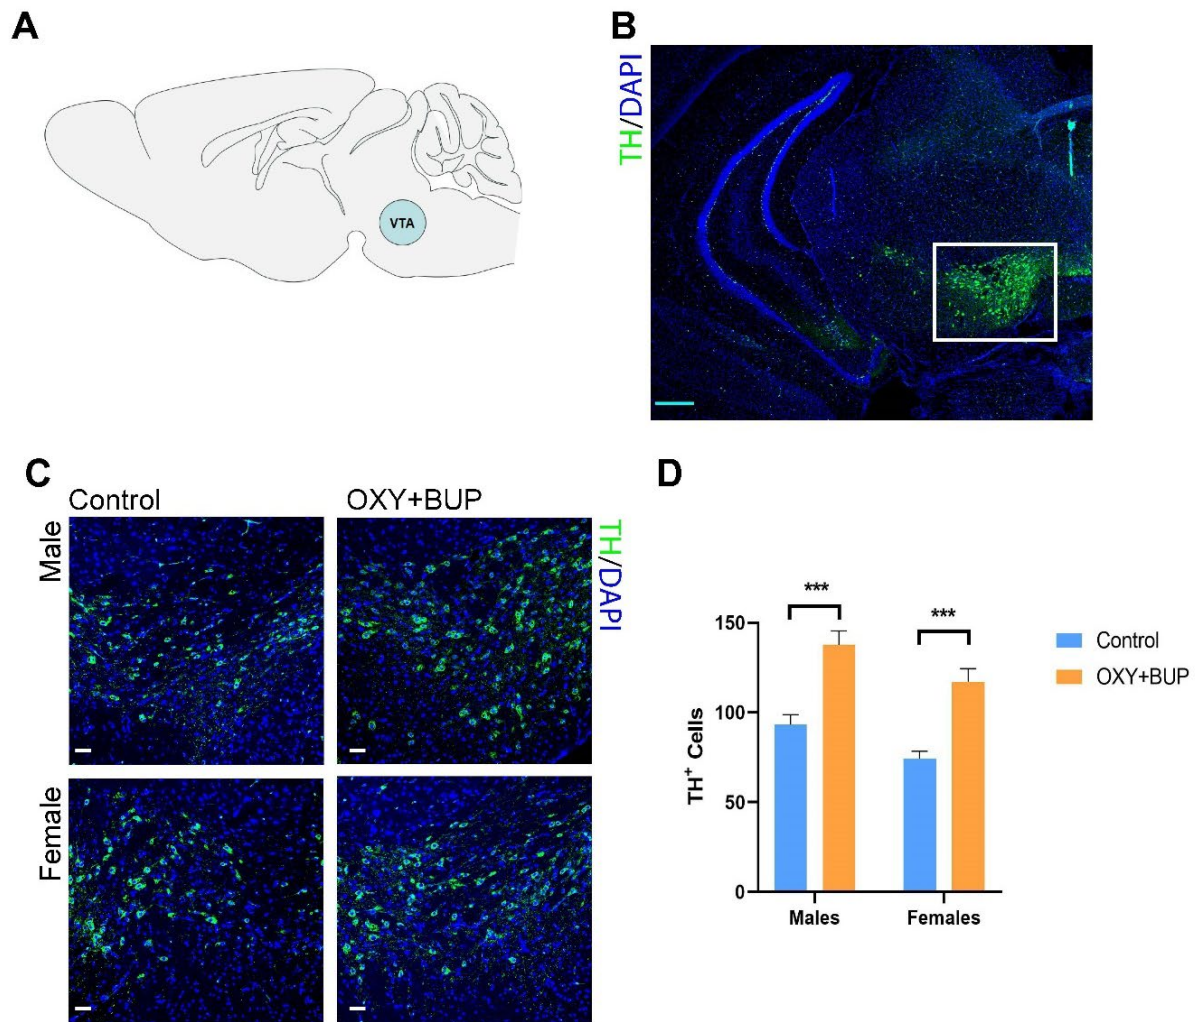 A
VTA
B
TH/DAPI
C
Control
OXY+BUP
Male
Female
TH/DAPI
D
***
***
150
100
50
0
TH⁺ Cells
Males
Females
Control
OXY+BUP